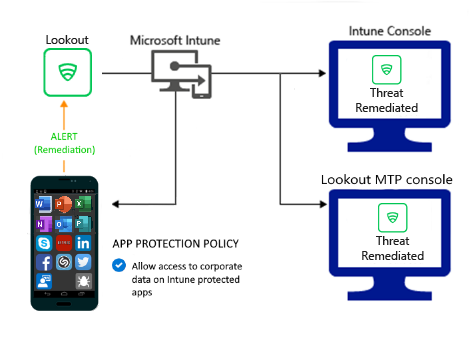 Lookout
Microsoft Intune
Intune Console
Threat
Remediated
ALERT
(Remediation)
Lookout MTP console
Threat
Remediated
W P X
N O
in
APP PROTECTION POLICY
Allow access to corporate
data on Intune protected
apps